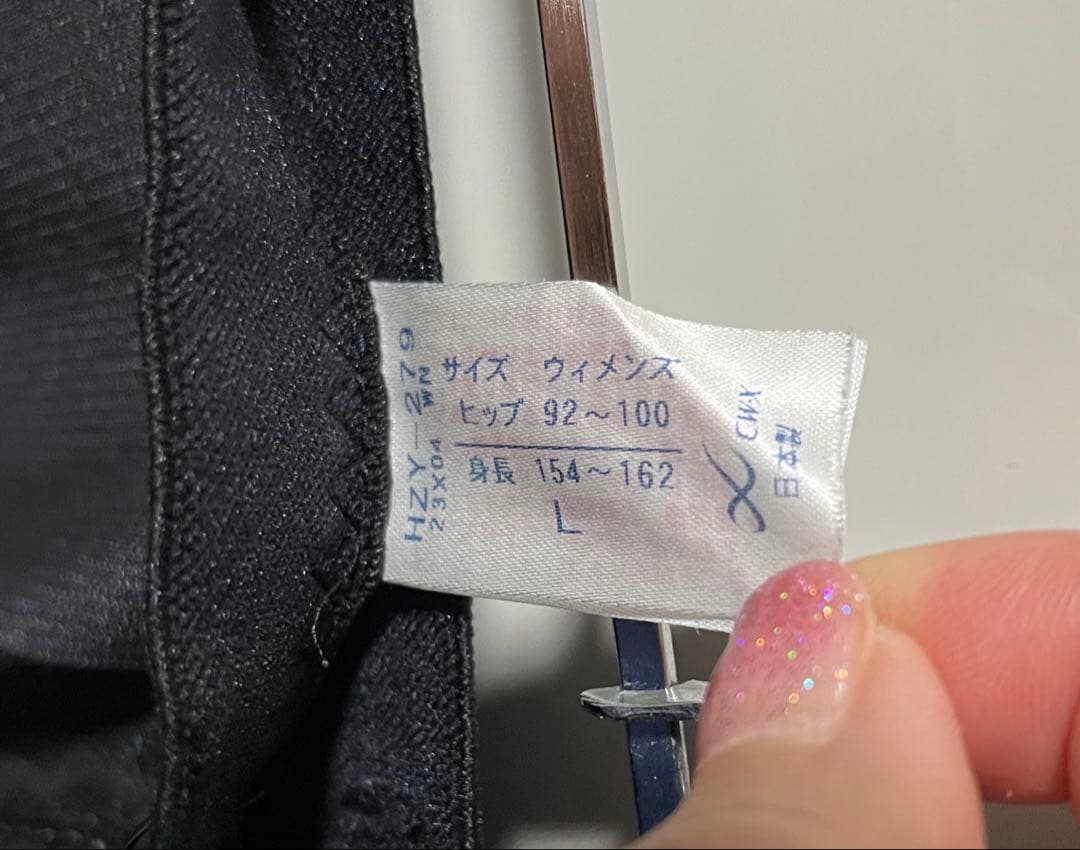 サイズ ウィメンズ
ヒップ 92～100
身長 154～162
L
HZY-279
23X04 WN
CW-X
日本製